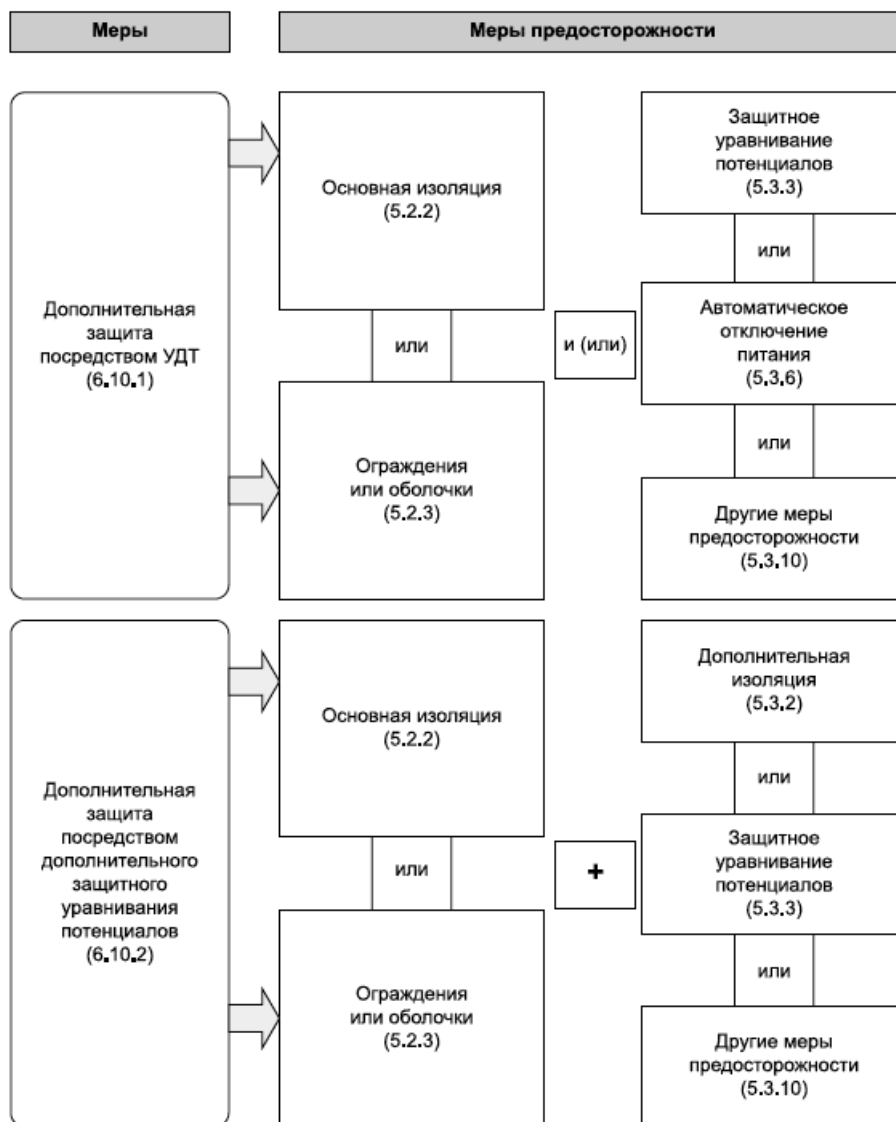 Меры
Меры предосторожности
Дополнительная
защита
посредством УДТ
(6.10.1)
Основная изоляция
(5.2.2)
или
Ограждения
или оболочки
(5.2.3)
и (или)
Защитное
уравнивание
потенциалов
(5.3.3)
или
Автоматическое
отключение
питания
(5.3.6)
или
Другие меры
предосторожности
(5.3.10)
Дополнительная
защита
посредством
дополнительного
защитного
уравнивания
потенциалов
(6.10.2)
Основная изоляция
(5.2.2)
или
Ограждения
или оболочки
(5.2.3)
+
Дополнительная
изоляция
(5.3.2)
или
Защитное
уравнивание
потенциалов
(5.3.3)
или
Другие меры
предосторожности
(5.3.10)